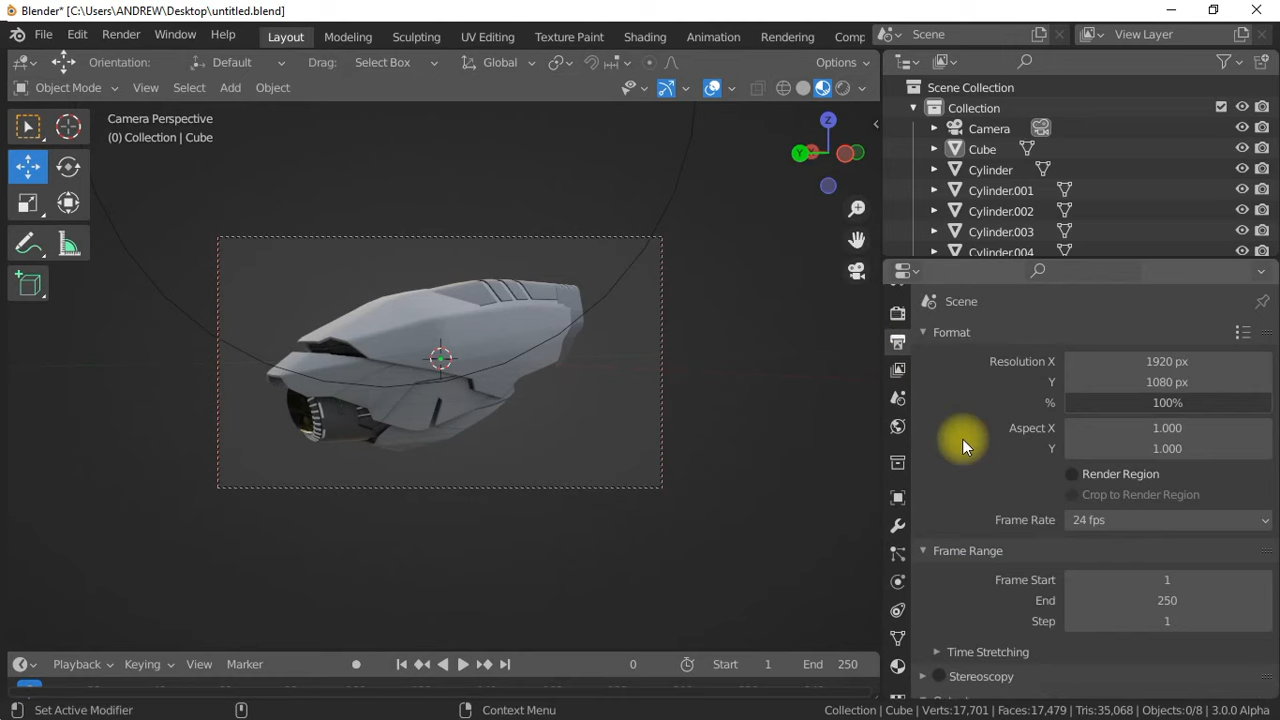 Blender* [C:\Users\ANDREW\Desktop\untitled.blend]
File Edit Render Window Help Layout Modeling Sculpting UV Editing Texture Paint Shading Animation Rendering Comp Scene View Layer
Orientation: Default Drag: Select Box Global Options
Object Mode View Select Add Object
Camera Perspective
(0) Collection | Cube
Z
Y
Scene Collection
Collection
Camera
Cube
Cylinder
Cylinder.001
Cylinder.002
Cylinder.003
Cylinder.004
Scene
Format
Resolution X 1920 px
Y 1080 px
% 100%
Aspect X 1.000
Y 1.000
Render Region
Crop to Render Region
Frame Rate 24 fps
Frame Range
Frame Start 1
End 250
Step 1
Time Stretching
Stereoscopy
Playback Keying View Marker 0 Start 1 End 250
Set Active Modifier Context Menu Collection | Cube | Verts:17,701 | Faces:17,479 | Tris:35,068 | Objects:0/8 | 3.0.0 Alpha